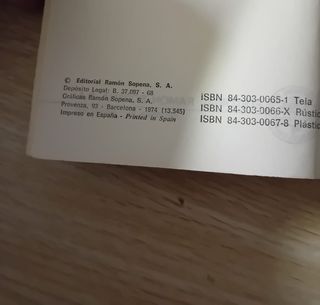 © Editorial Ramón Sopena, S. A.
Depósito Legal: B. 37.097 - 68
Gráficas Ramón Sopena, S. A.
Provenza, 93 - Barcelona - 1974 (13.545)
Impreso en España - Printed in Spain
ISBN 84-303-0065-1 Tela
ISBN 84-303-0066-X Rústic
ISBN 84-303-0067-8 Plástic